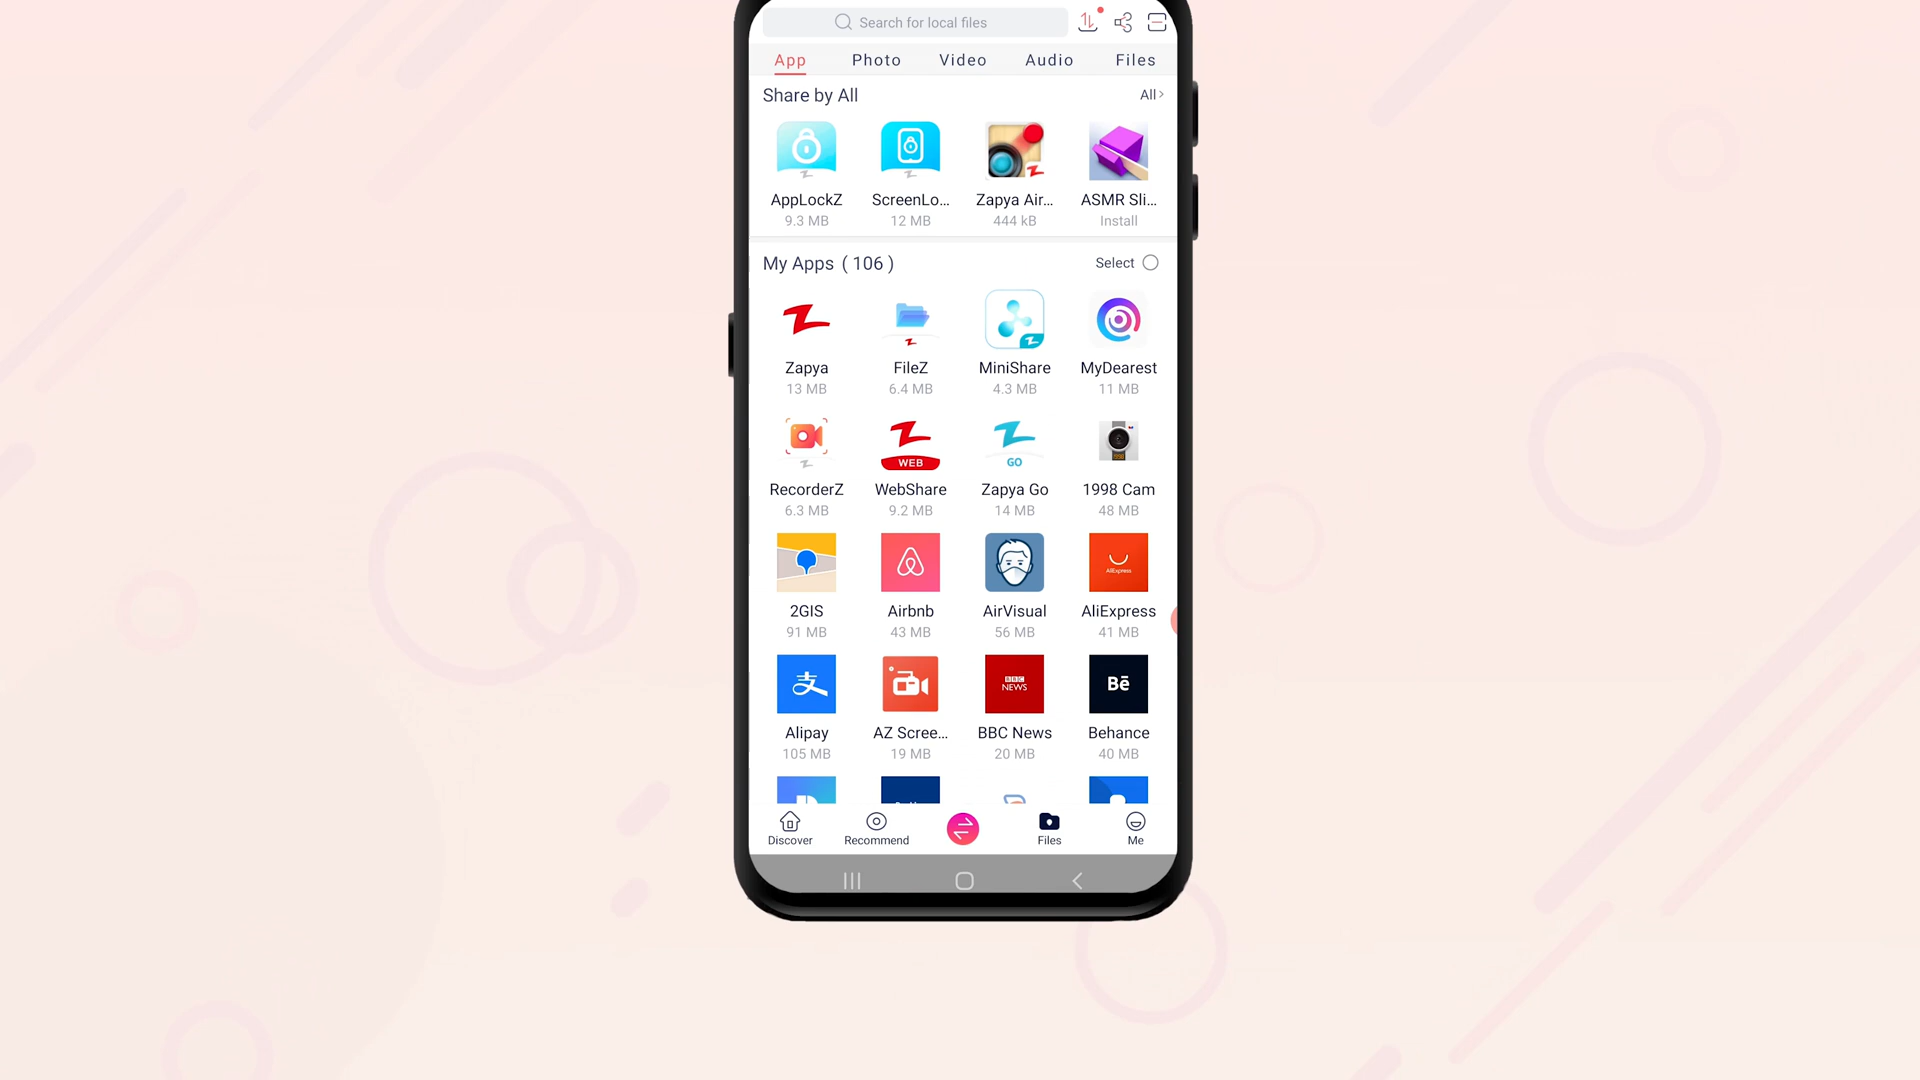 Search for local files
App Photo Video Audio Files
Share by All All >
AppLockZ ScreenLo... Zapya Air... ASMR Sli...
9.3 MB 12 MB 444 kB Install
My Apps ( 106 ) Select
Zapya FileZ MiniShare MyDearest
13 MB 6.4 MB 4.3 MB 11 MB
WEB GO
RecorderZ WebShare Zapya Go 1998 Cam
6.3 MB 9.2 MB 14 MB 48 MB
AliExpress
2GIS Airbnb AirVisual AliExpress
91 MB 43 MB 56 MB 41 MB
支 BBC NEWS Bē
Alipay AZ Scree... BBC News Behance
105 MB 19 MB 20 MB 40 MB
Discover Recommend Files Me